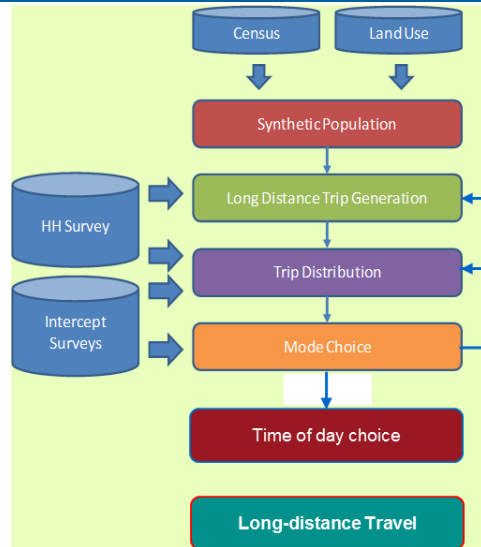 Census
Land Use
Synthetic Population
Long Distance Trip Generation
HH Survey
Trip Distribution
Intercept
Surveys
Mode Choice
Time of day choice
Long-distance Travel